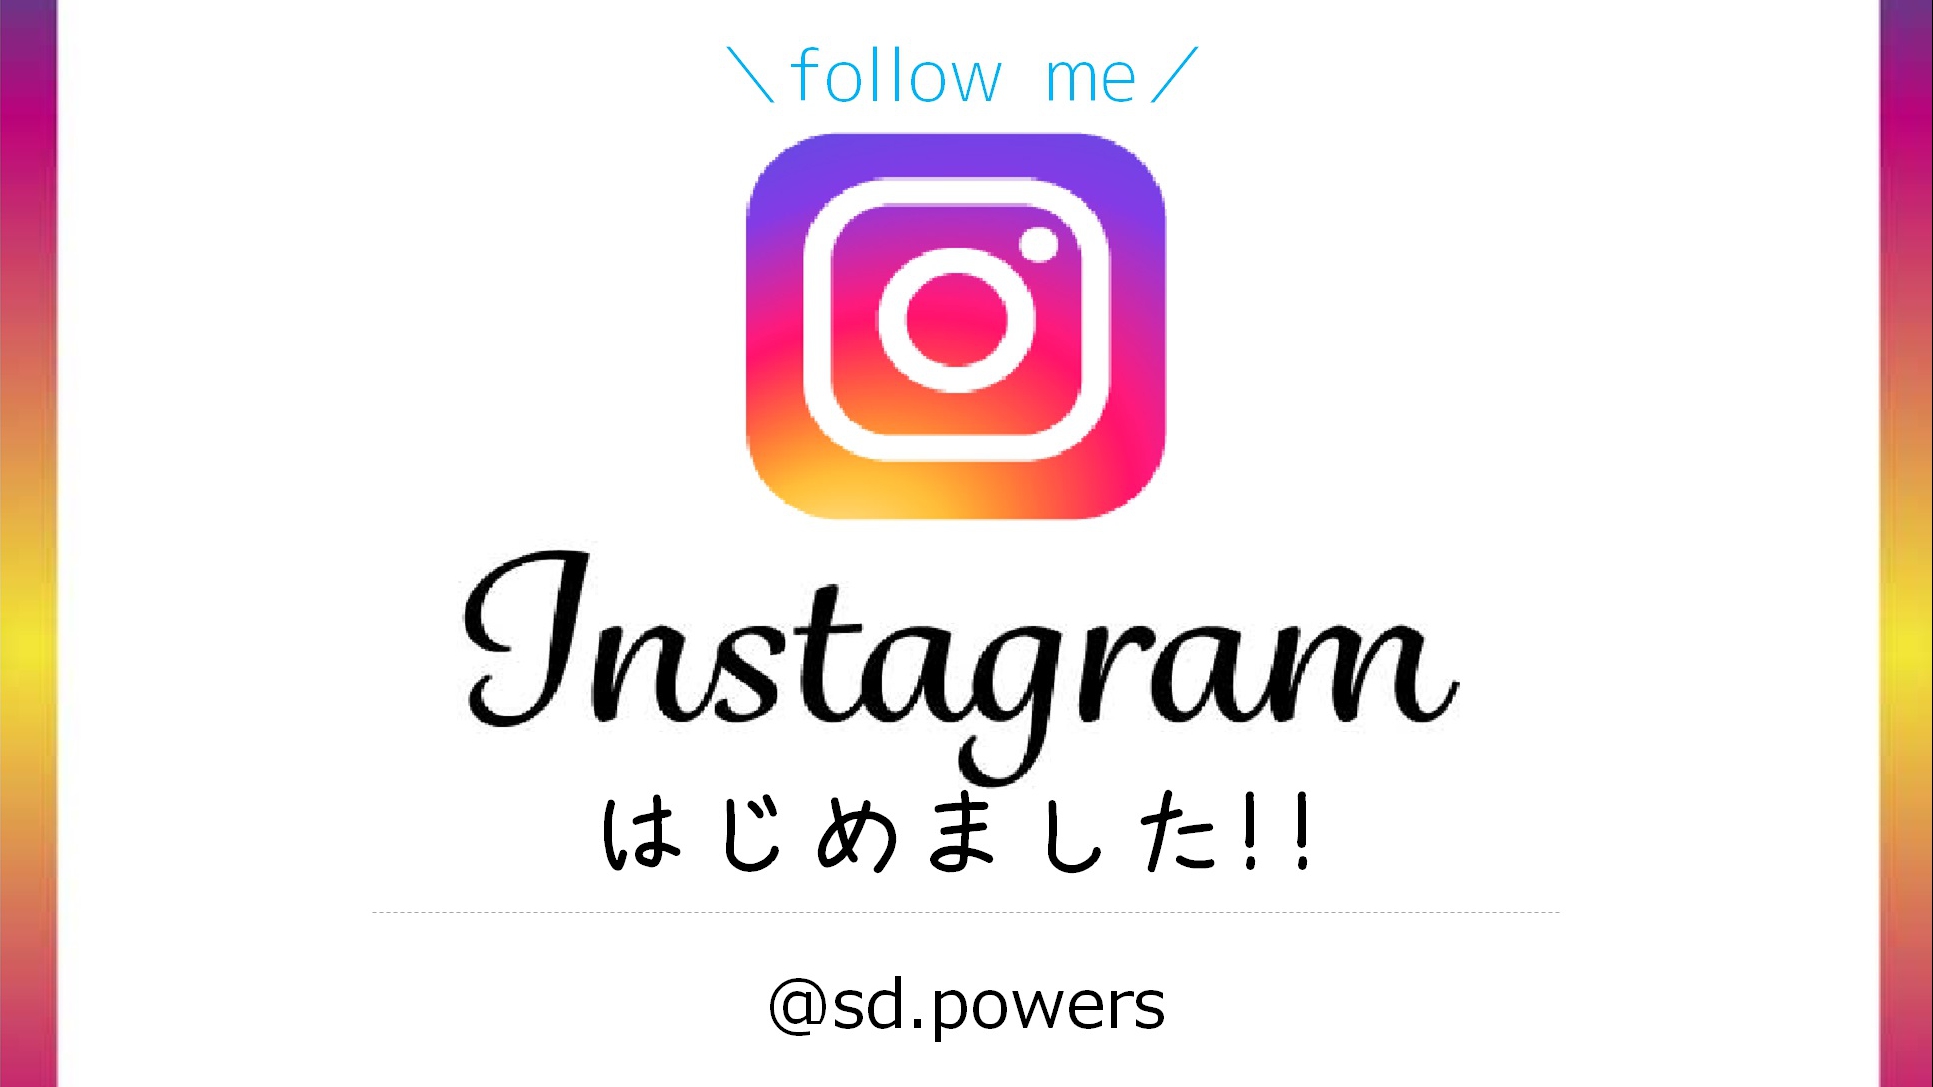 ＼follow me／
Instagram
はじめました!!
@sd.powers